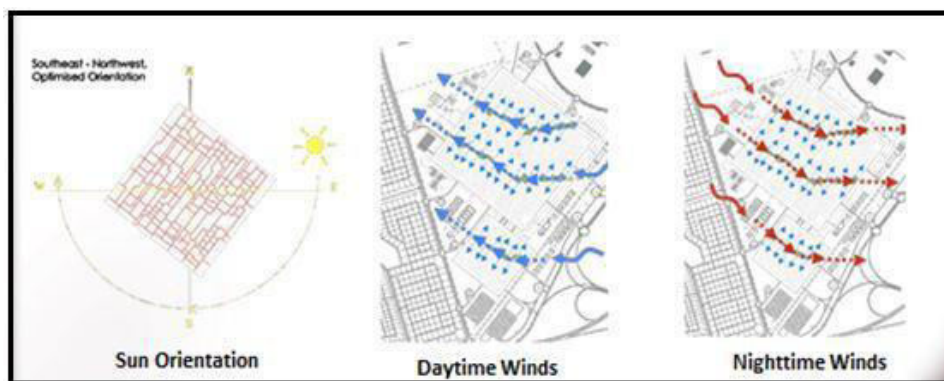 Southeast - Northwest,
Optimised Orientation
W
E
S
Sun Orientation
Daytime Winds
Nighttime Winds